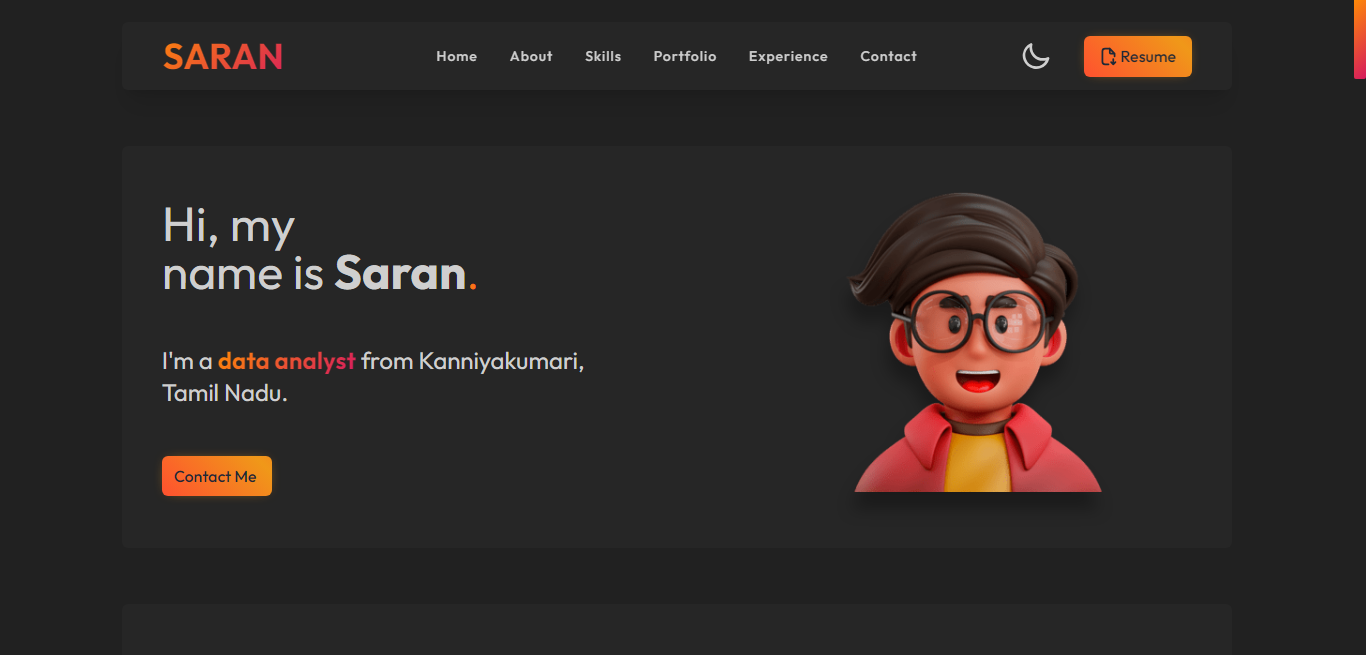 SARAN
Home About Skills Portfolio Experience Contact
Resume
Hi, my
name is Saran.
I'm a data analyst from Kanniyakumari,
Tamil Nadu.
Contact Me